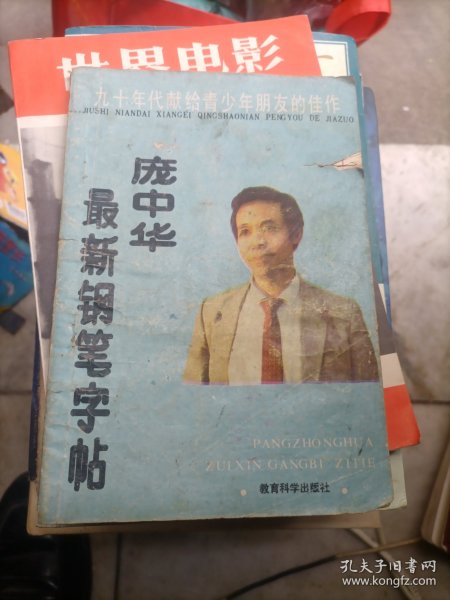 世界电影
九十年代献给青少年朋友的佳作
JIUSHI NIANDAI XIANGEI QINGSHAONIAN PENGYOU DE JIAZUO
庞中华
最新钢笔字帖
PANGZHONGHUA
ZUIXIN GANGBI ZITIE
教育科学出版社
孔夫子旧书网
www.kongfz.com